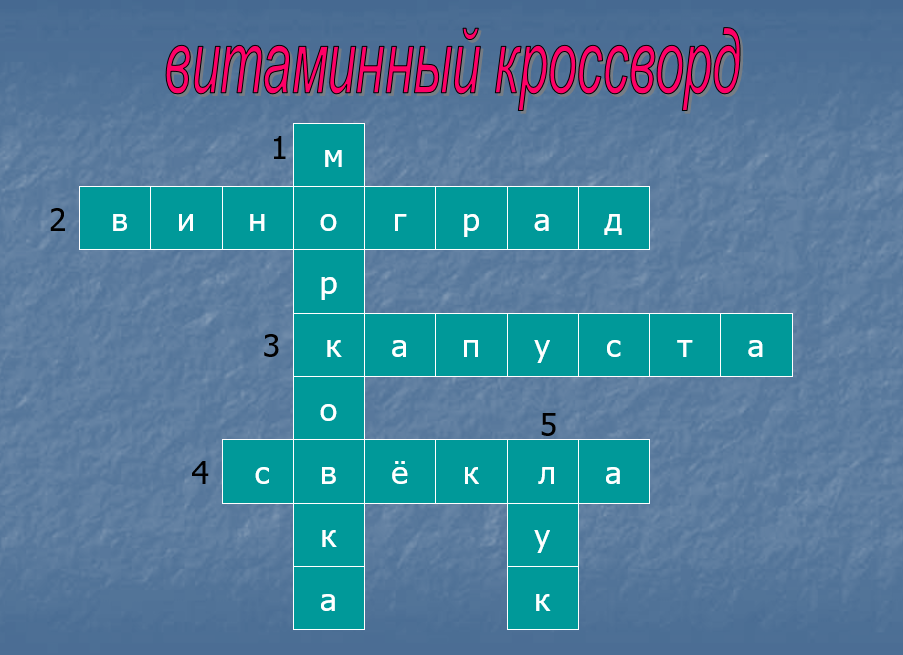 витаминный кроссворд
1 м
2 в и н о г р а д
р
3 к а п у с т а
о
5
4 с в ё к л а
к у
а к